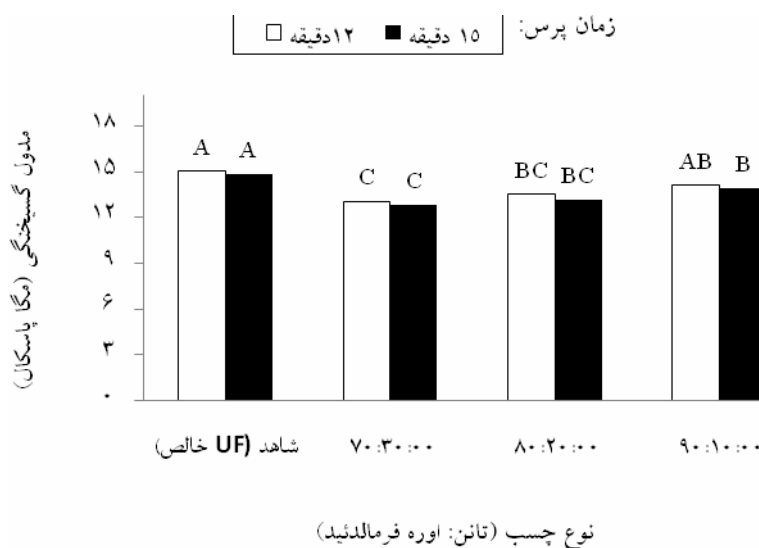 زمان پرس:
۱۵ دقیقه ۱۲دقیقه
مدول گسیختگی (مگا پاسکال)
۱۸
۱۵
۱۲
۹
۶
۳
۰
A A
C C
BC BC
AB B
شاهد (UF خالص)
۷۰:۳۰:۰۰
۸۰:۲۰:۰۰
۹۰:۱۰:۰۰
نوع چسب (تانن: اوره فرمالدئید)